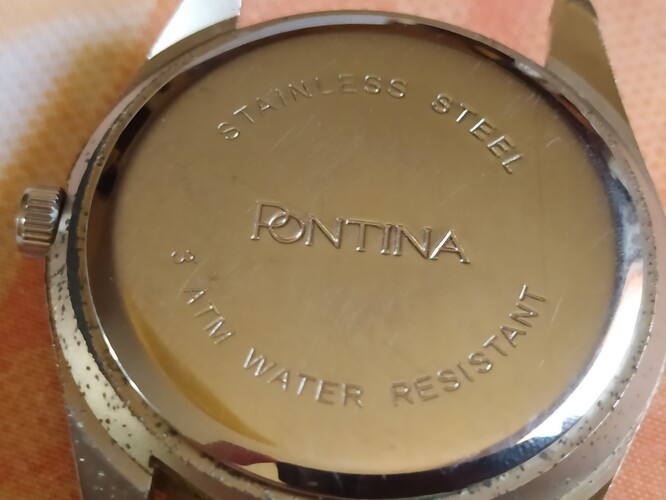 STAINLESS STEEL
PONTINA
3 ATM WATER RESISTANT